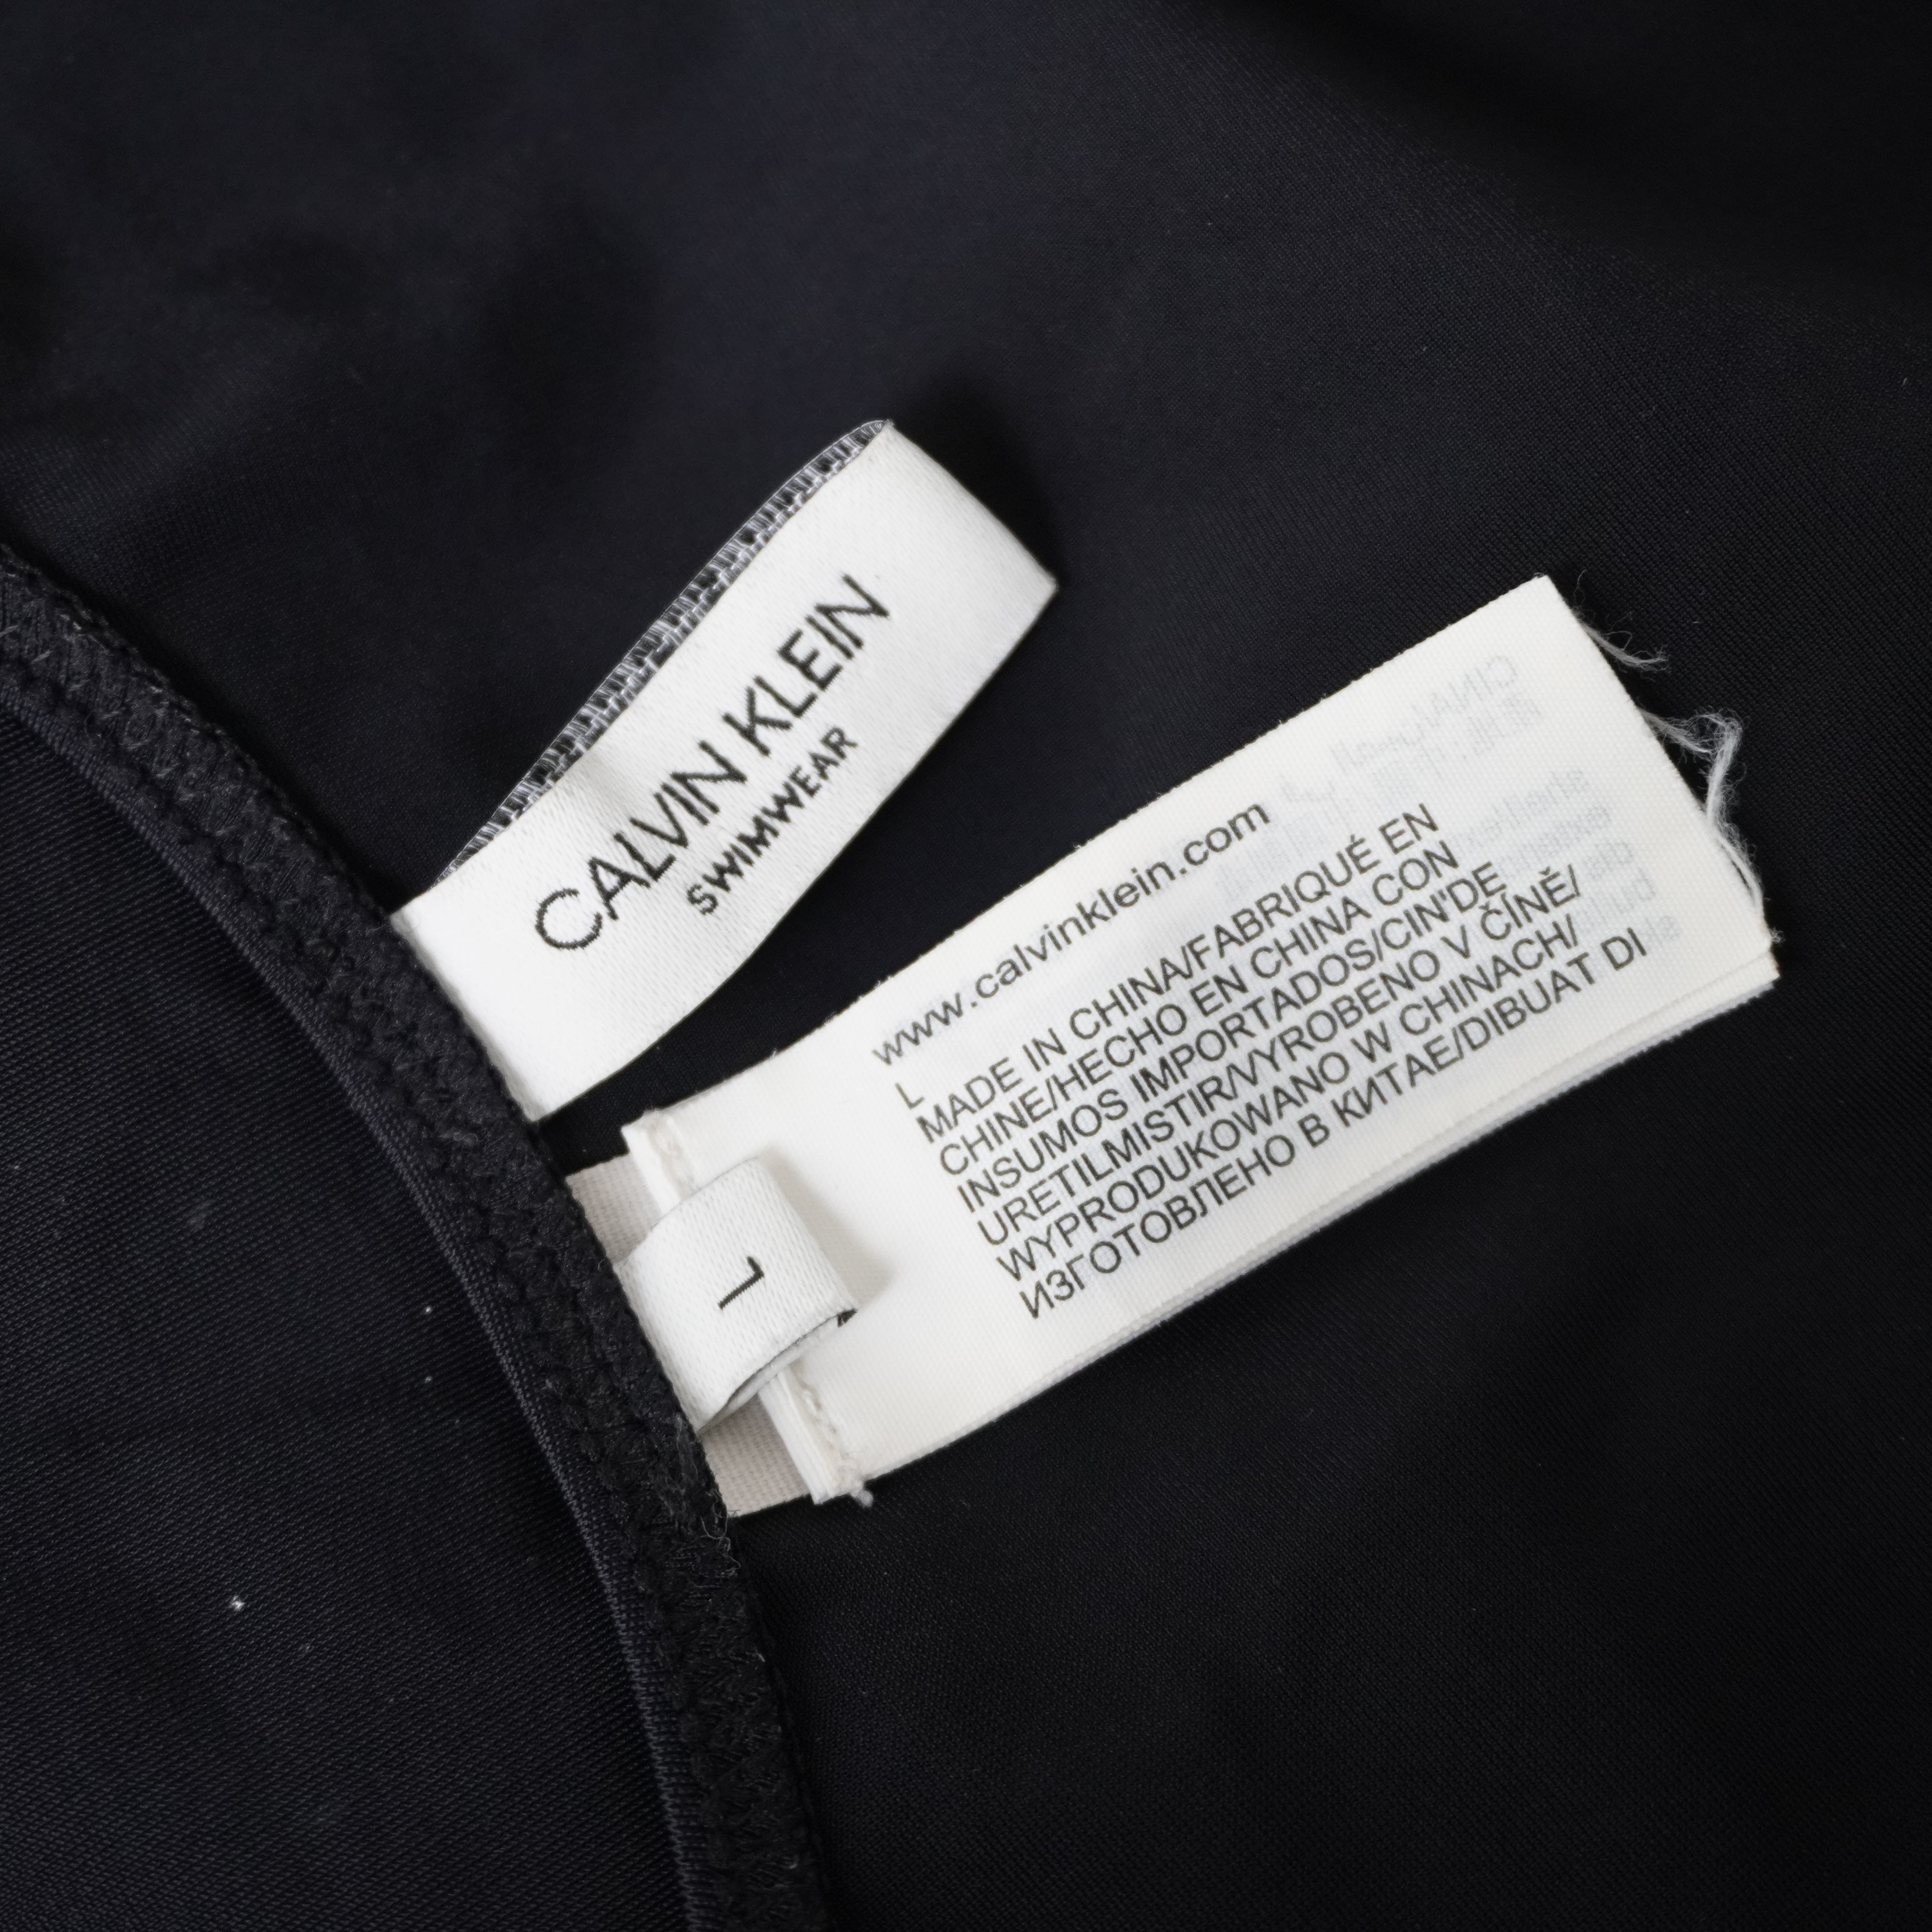 CALVIN KLEIN
SWIMWEAR
L
www.calvinklein.com
L
MADE IN CHINA/FABRIQUÉ EN
CHINE/HECHO EN CHINA CON
INSUMOS IMPORTADOS/CIN'DE
URETILMISTIR/VYROBENO V ČÍNĚ/
WYPRODUKOWANO W CHINACH/
ИЗГОТОВЛЕНО В КИТАЕ/DIBUAT DI